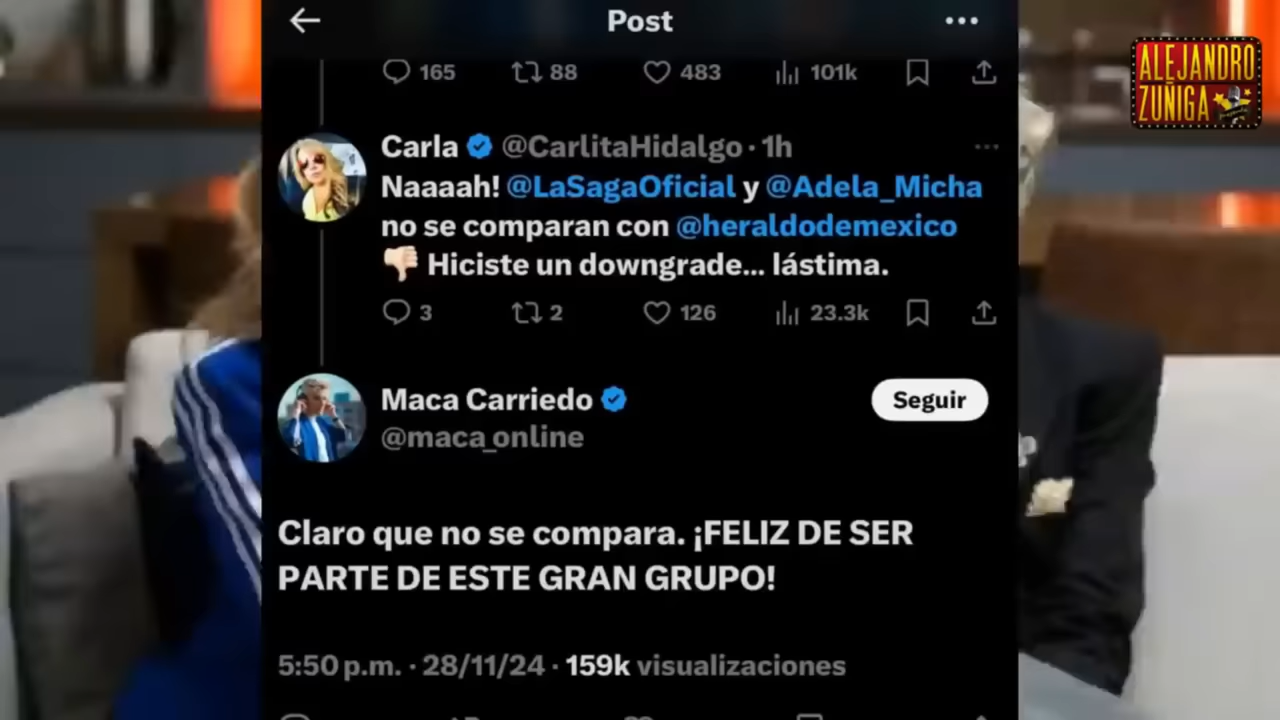 Post
165 88 483 101k
ALEJANDRO
ZUÑIGA
Carla @CarlitaHidalgo · 1h
Naaaah! @LaSagaOficial y @Adela_Micha
no se comparan con @heraldodemexico
👎🏻 Hiciste un downgrade... lástima.
3 2 126 23.3k
Maca Carriedo
Seguir
@maca_online
Claro que no se compara. ¡FELIZ DE SER
PARTE DE ESTE GRAN GRUPO!
5:50 p.m. · 28/11/24 · 159k visualizaciones